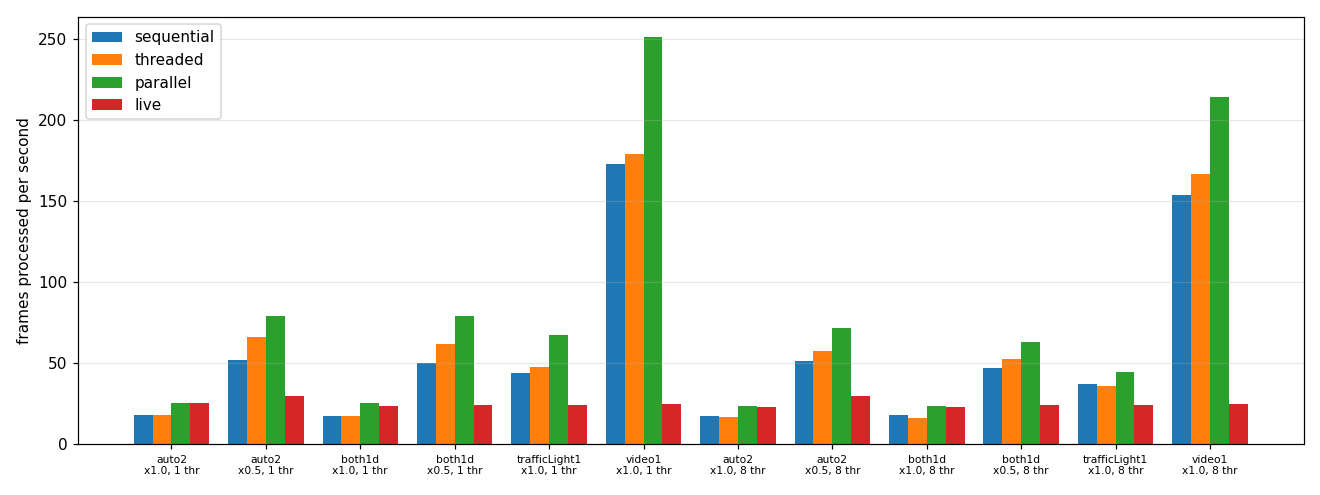 250
200
150
100
50
0
frames processed per second
sequential
threaded
parallel
live
auto2
x1.0, 1 thr
auto2
x0.5, 1 thr
both1d
x1.0, 1 thr
both1d
x0.5, 1 thr
trafficLight1
x1.0, 1 thr
video1
x1.0, 1 thr
auto2
x1.0, 8 thr
auto2
x0.5, 8 thr
both1d
x1.0, 8 thr
both1d
x0.5, 8 thr
trafficLight1
x1.0, 8 thr
video1
x1.0, 8 thr